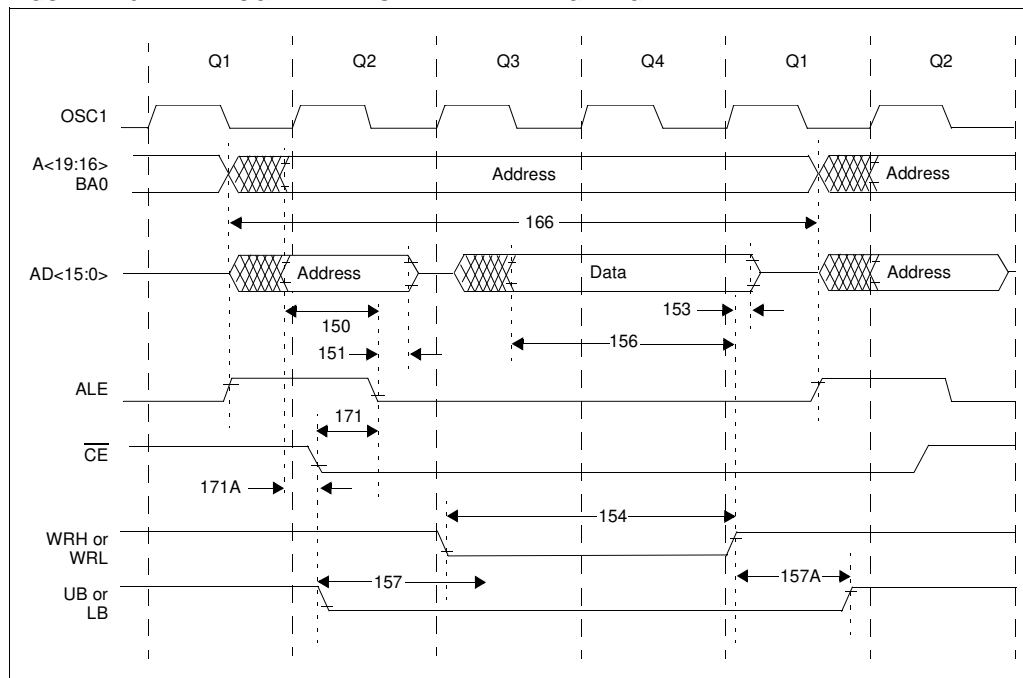 Q1 Q2 Q3 Q4 Q1 Q2
OSC1
A<19:16>
BA0
Address Address
166
AD<15:0>
Address Data Address
150
153
151
156
ALE
171
CE
171A
154
WRH or
WRL
157
157A
UB or
LB